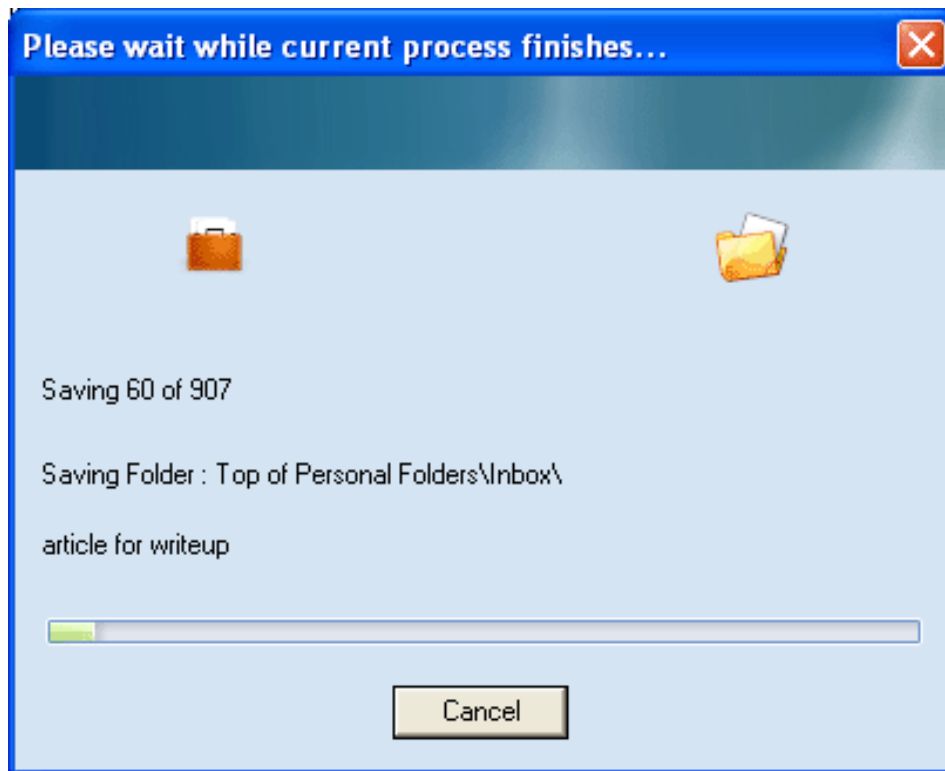 Please wait while current process finishes...
Saving 60 of 907
Saving Folder : Top of Personal Folders\Inbox\
article for writeup
Cancel